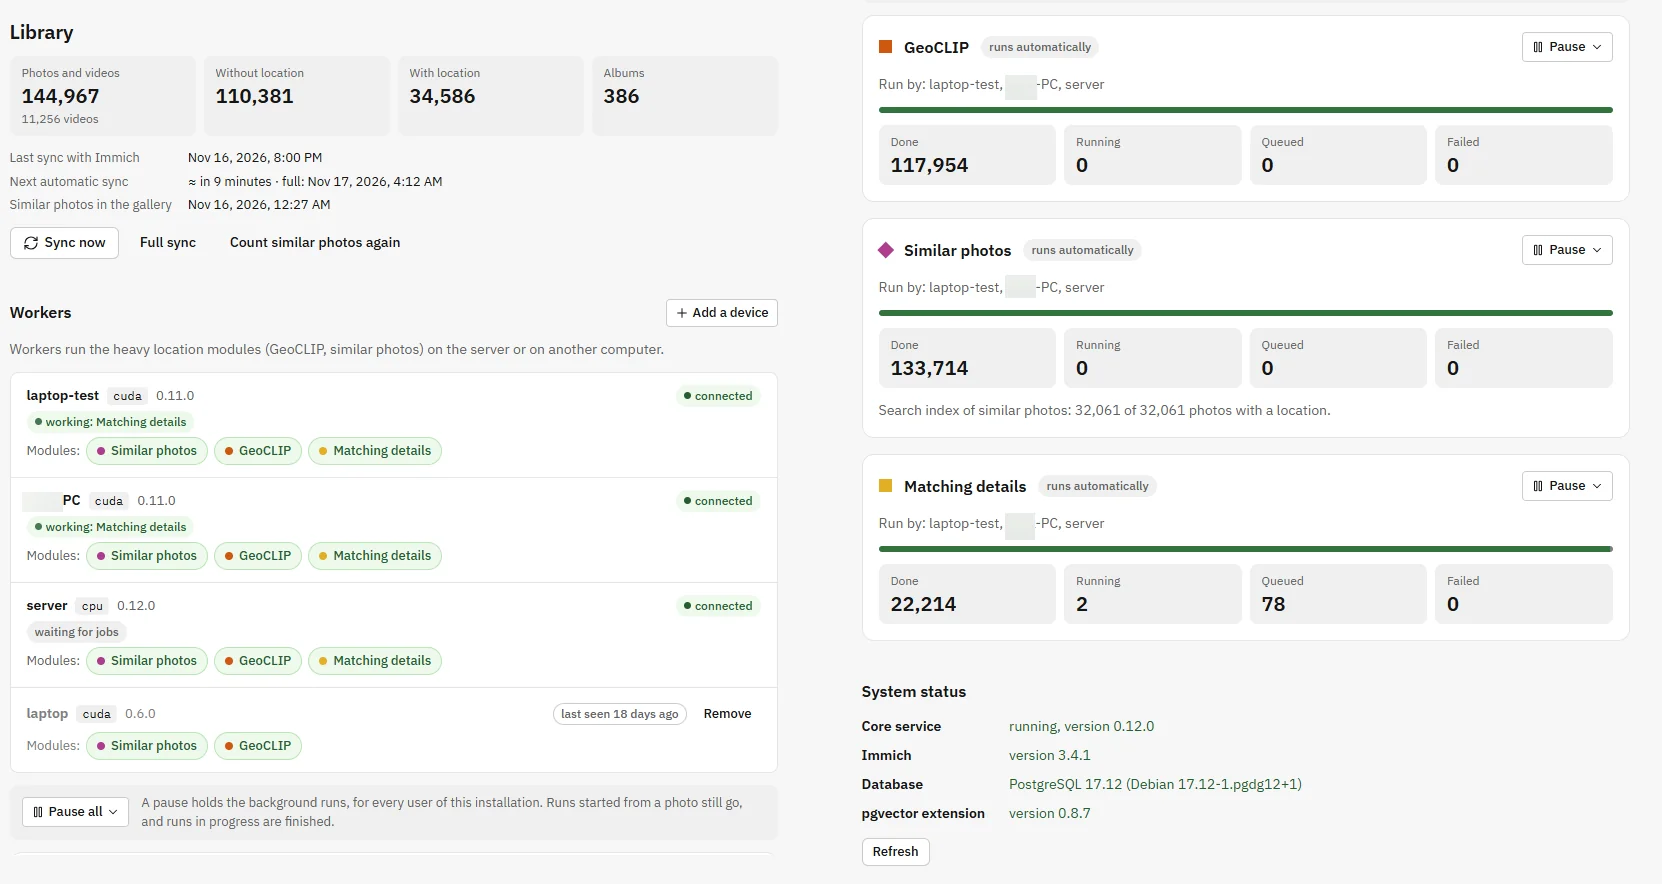 Library
Photos and videos
144,967
11,256 videos
Without location
110,381
With location
34,586
Albums
386
Last sync with Immich Nov 16, 2026, 8:00 PM
Next automatic sync ≈ in 9 minutes · full: Nov 17, 2026, 4:12 AM
Similar photos in the gallery Nov 16, 2026, 12:27 AM
Sync now Full sync Count similar photos again
Workers
+ Add a device
Workers run the heavy location modules (GeoCLIP, similar photos) on the server or on another computer.
laptop-test cuda 0.11.0 connected
working: Matching details
Modules: Similar photos GeoCLIP Matching details
PC cuda 0.11.0 connected
working: Matching details
Modules: Similar photos GeoCLIP Matching details
server cpu 0.12.0 connected
waiting for jobs
Modules: Similar photos GeoCLIP Matching details
laptop cuda 0.6.0 last seen 18 days ago Remove
Modules: Similar photos GeoCLIP
Pause all
A pause holds the background runs, for every user of this installation. Runs started from a photo still go,
and runs in progress are finished.
GeoCLIP runs automatically Pause
Run by: laptop-test, -PC, server
Done
117,954
Running
0
Queued
0
Failed
0
Similar photos runs automatically Pause
Run by: laptop-test, -PC, server
Done
133,714
Running
0
Queued
0
Failed
0
Search index of similar photos: 32,061 of 32,061 photos with a location.
Matching details runs automatically Pause
Run by: laptop-test, -PC, server
Done
22,214
Running
2
Queued
78
Failed
0
System status
Core service running, version 0.12.0
Immich version 3.4.1
Database PostgreSQL 17.12 (Debian 17.12-1.pgdg12+1)
pgvector extension version 0.8.7
Refresh